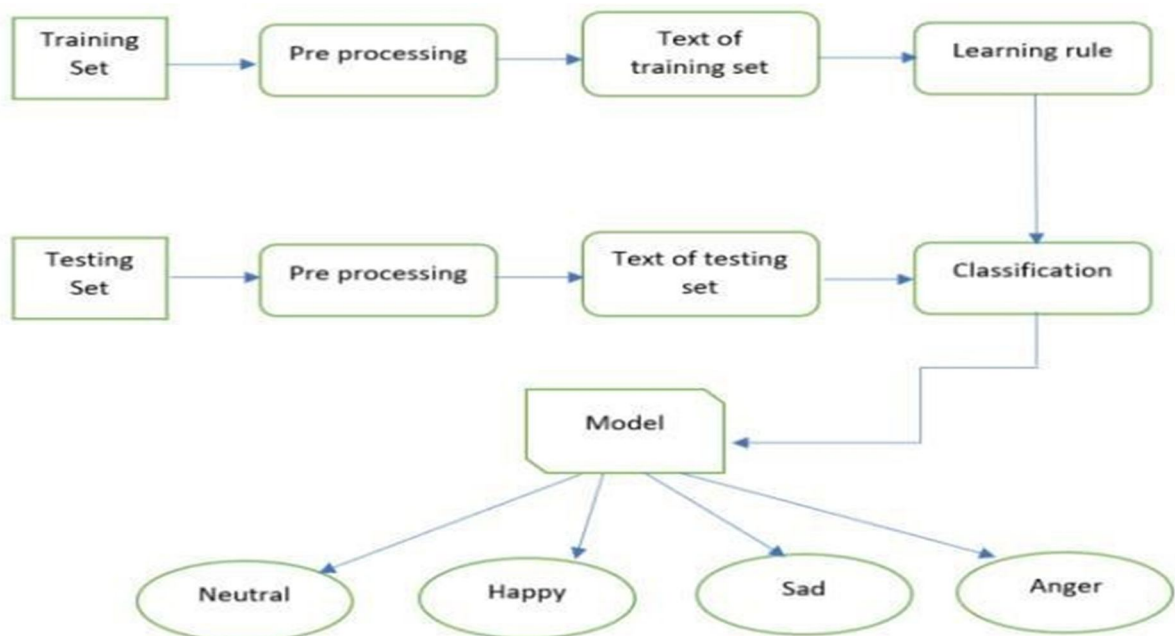 Training
Set
Pre processing
Text of
training set
Learning rule
Testing
Set
Pre processing
Text of testing
set
Classification
Model
Neutral
Happy
Sad
Anger